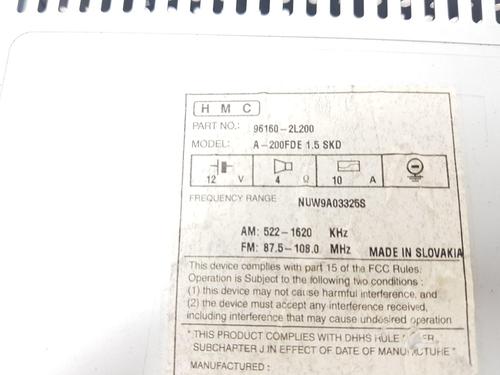 HMC
PART NO.: 96160-2L200
MODEL: A-200FDE 1.5 SKD
12 V 4 Ω 10 A
FREQUENCY RANGE NUW9A03325S
AM: 522-1620 KHz
FM: 87.5-108.0 MHz MADE IN SLOVAKIA
This device complies with part 15 of the FCC Rules.
Operation is Subject to the following two conditions :
(1) this device may not cause harmful interference, and
(2) the device must accept any interference received,
including interference that may cause undesired operation
* THIS PRODUCT COMPLIES WITH DHHS RULE
SUBCHAPTER J IN EFFECT OF DATE OF MANUFACTURE *
MANUFACTURED :